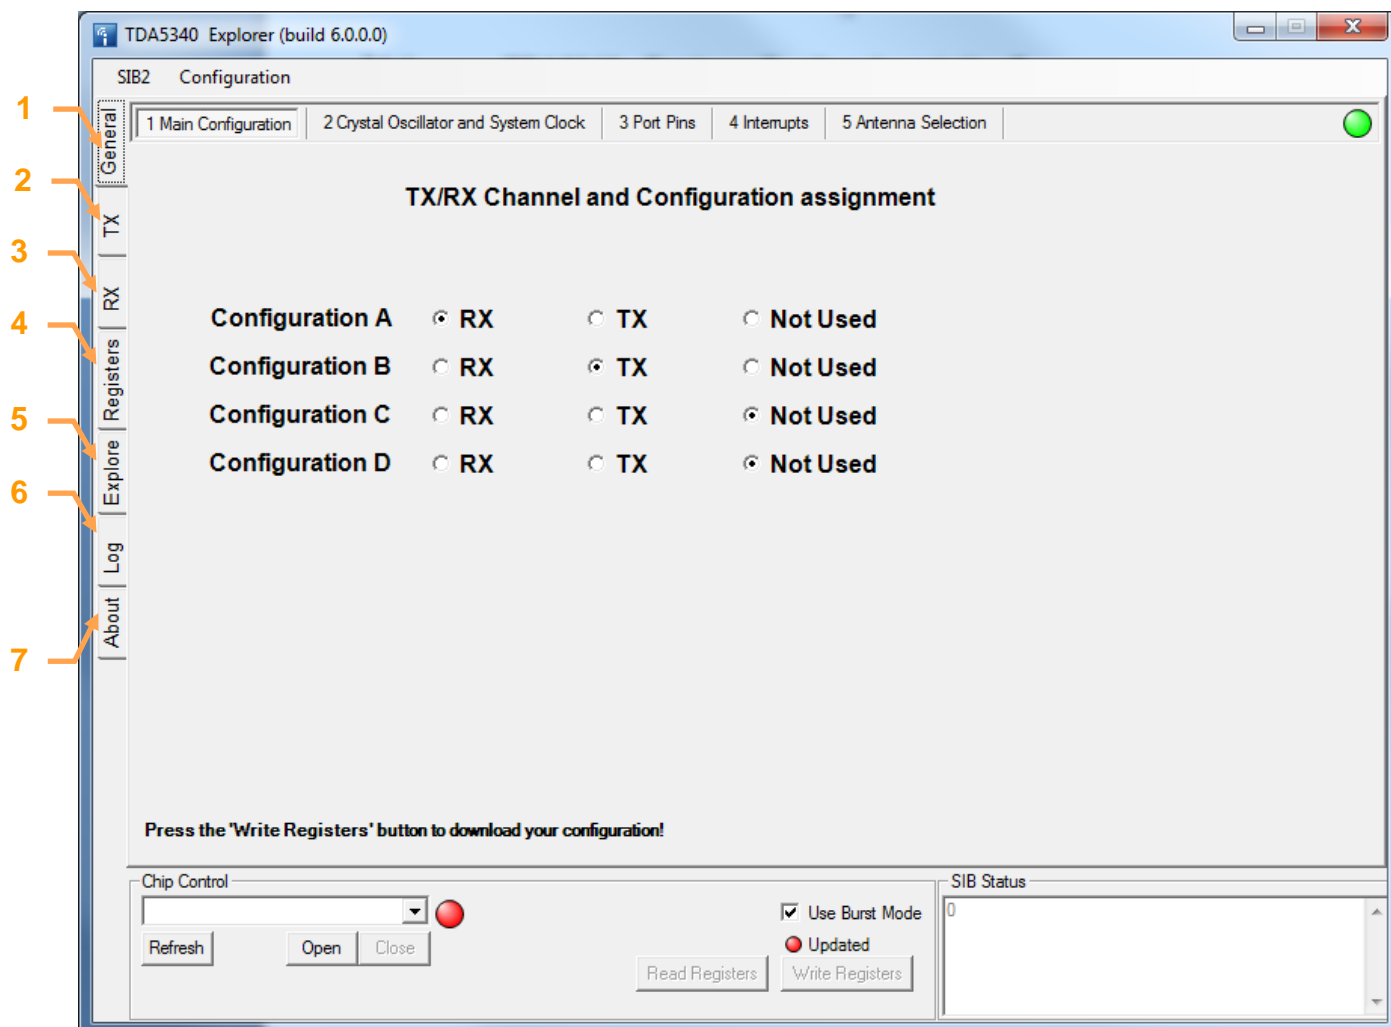 TDA5340 Explorer (build 6.0.0.0)
SIB2 Configuration
1 Main Configuration 2 Crystal Oscillator and System Clock 3 Port Pins 4 Interrupts 5 Antenna Selection
1
General
2
TX
3
RX
4
Registers
5
Explore
6
Log
7
About
TX/RX Channel and Configuration assignment
Configuration A RX TX Not Used
Configuration B RX TX Not Used
Configuration C RX TX Not Used
Configuration D RX TX Not Used
Press the 'Write Registers' button to download your configuration!
Chip Control
Refresh Open Close
Use Burst Mode
Updated
Read Registers Write Registers
SIB Status
0